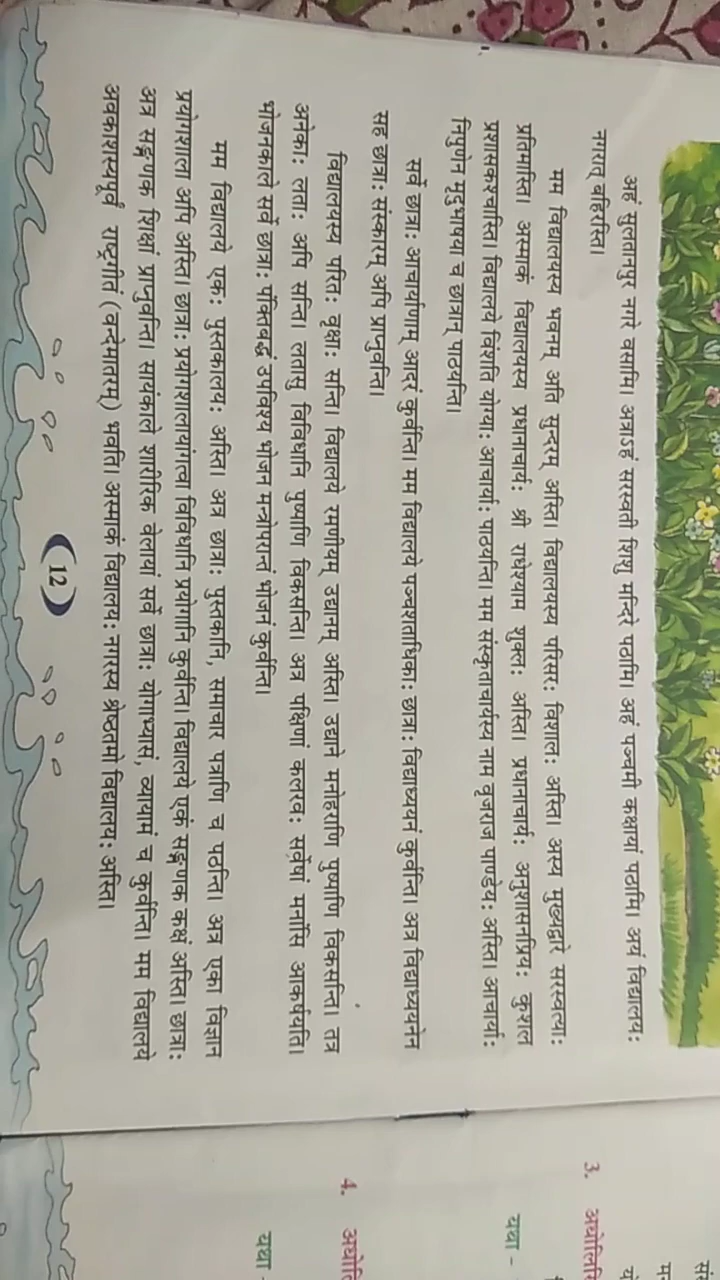 अहं सुलतानपुर नगरे वसामि। अत्राऽहं सरस्वती शिशु मन्दिरे पठामि। अहं पञ्चमी कक्षायां पठामि। अयं विद्यालयः
नगरात् बहिरस्ति।
मम विद्यालयस्य भवनम् अति सुन्दरम् अस्ति। विद्यालयस्य परिसरः विशालः अस्ति। अस्य मुख्यद्वारे सरस्वत्याः
प्रतिमास्ति। अस्माकं विद्यालयस्य प्रधानाचार्यः श्री राधेश्याम शुक्लः अस्ति। प्रधानाचार्यः अनुशासनप्रियः कुशल
प्रशासकश्चास्ति। विद्यालये विंशति योग्याः आचार्याः पाठयन्ति। मम संस्कृताचार्यस्य नाम वृजराज पाण्डेयः अस्ति। आचार्याः
निपुणेन मृदुभाषया च छात्रान् पाठयन्ति।
सर्वे छात्राः आचार्याणाम् आदरं कुर्वन्ति। मम विद्यालये पञ्चशताधिकाः छात्राः विद्याध्ययनं कुर्वन्ति। अत्र विद्याध्ययनेन
सह छात्राः संस्कारम् अपि प्राप्नुवन्ति।
विद्यालयस्य परितः वृक्षाः सन्ति। विद्यालये रमणीयम् उद्यानम् अस्ति। उद्याने मनोहराणि पुष्पाणि विकसन्ति। तत्र
अनेकाः लताः अपि सन्ति। लतासु विविधानि पुष्पाणि विकसन्ति। अत्र पक्षिणां कलरवः सर्वेषां मनांसि आकर्षयति।
भोजनकाले सर्वे छात्राः पंक्तिबद्धं उपविश्य भोजन मन्त्रोपरान्तं भोजनं कुर्वन्ति।
मम विद्यालये एकः पुस्तकालयः अस्ति। अत्र छात्राः पुस्तकानि, समाचार पत्राणि च पठन्ति। अत्र एका विज्ञान
प्रयोगशाला अपि अस्ति। छात्राः प्रयोगशालायांगत्वा विविधानि प्रयोगानि कुर्वन्ति। विद्यालये एकं सङ्गणक कक्षं अस्ति। छात्राः
अत्र सङ्गणक शिक्षां प्राप्नुवन्ति। सायंकाले शारीरिक वेलायां सर्वे छात्राः योगाभ्यासं, व्यायामं च कुर्वन्ति। मम विद्यालये
अवकाशस्यपूर्वं राष्ट्रगीतं (वन्देमातरम्) भवति। अस्माकं विद्यालयः नगरस्य श्रेष्ठतमो विद्यालयः अस्ति।
12
3.
यथा -
4.
यथा